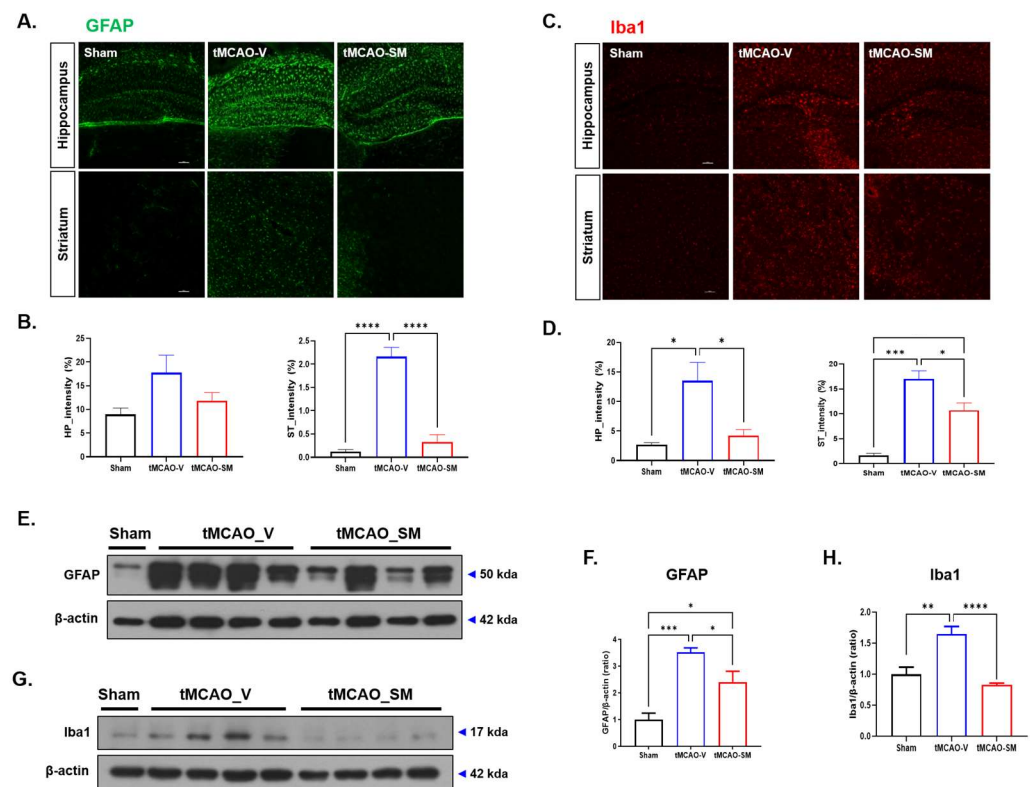 A.
GFAP
Hippocampus
Sham
tMCAO-V
tMCAO-SM
Striatum
C.
Iba1
Hippocampus
Sham
tMCAO-V
tMCAO-SM
Striatum
B.
HP_intensity (%)
25
20
15
10
5
0
Sham
tMCAO-V
tMCAO-SM
ST_intensity (%)
2.5
2.0
1.5
1.0
0.5
0.0
****
****
Sham
tMCAO-V
tMCAO-SM
D.
HP_intensity (%)
20
15
10
5
0
*
*
Sham
tMCAO-V
tMCAO-SM
ST_intensity (%)
20
15
10
5
0
***
*
Sham
tMCAO-V
tMCAO-SM
E.
Sham
tMCAO_V
tMCAO_SM
GFAP
50 kda
β-actin
42 kda
G.
Sham
tMCAO_V
tMCAO_SM
Iba1
17 kda
β-actin
42 kda
F.
GFAP
GFAP/β-actin (ratio)
5
4
3
2
1
0
*
***
*
Sham
tMCAO-V
tMCAO-SM
H.
Iba1
Iba1/β-actin (ratio)
2.0
1.5
1.0
0.5
0.0
**
****
Sham
tMCAO-V
tMCAO-SM